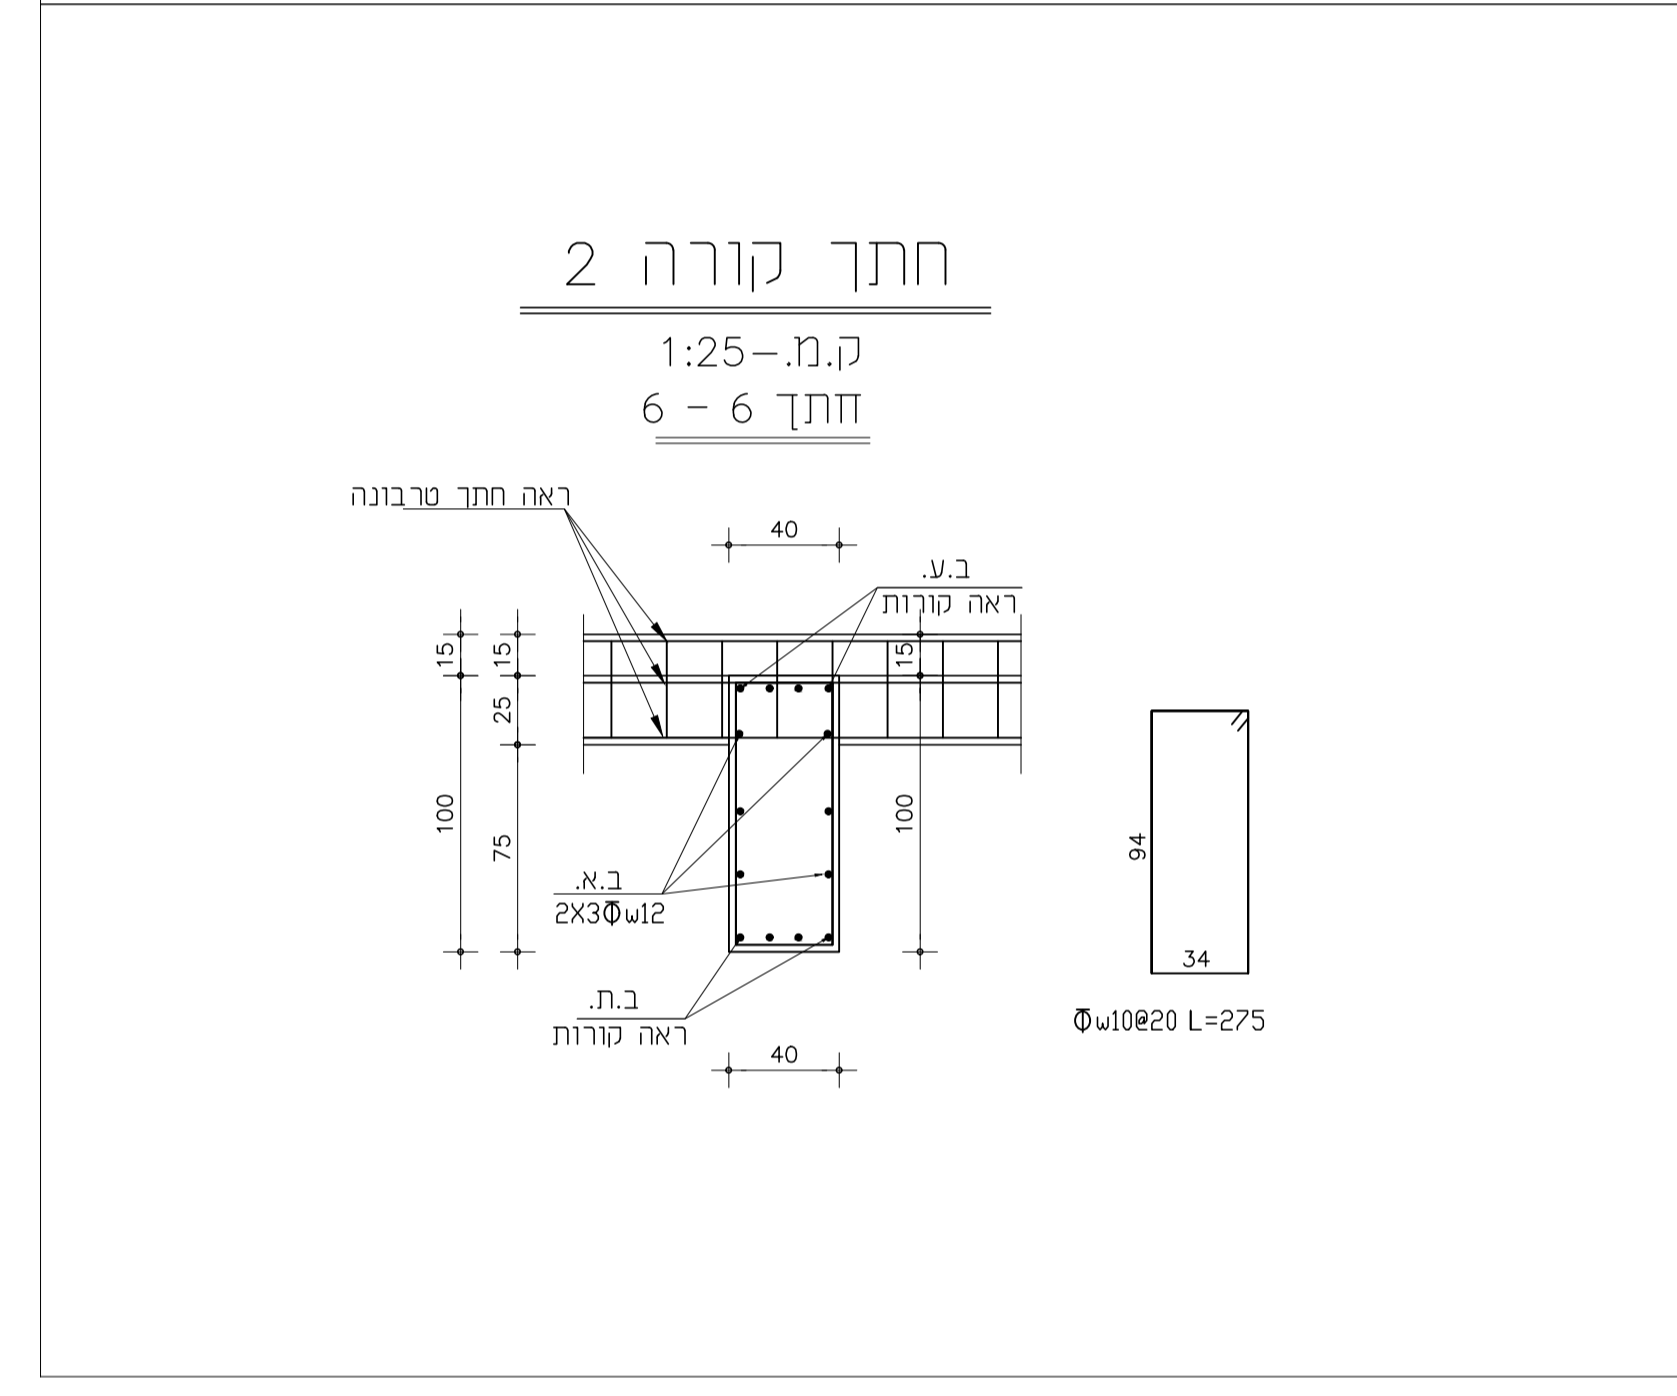 חתך קורה 2
ק.מ.-1:25
חתך 6 - 6
ראה חתך טרבונה
40
ב.ע.
ראה קורות
15
15
15
25
100
75
100
ב.א.
2X3Φw12
ב.ת.
ראה קורות
40
94
34
Φw10@20 L=275